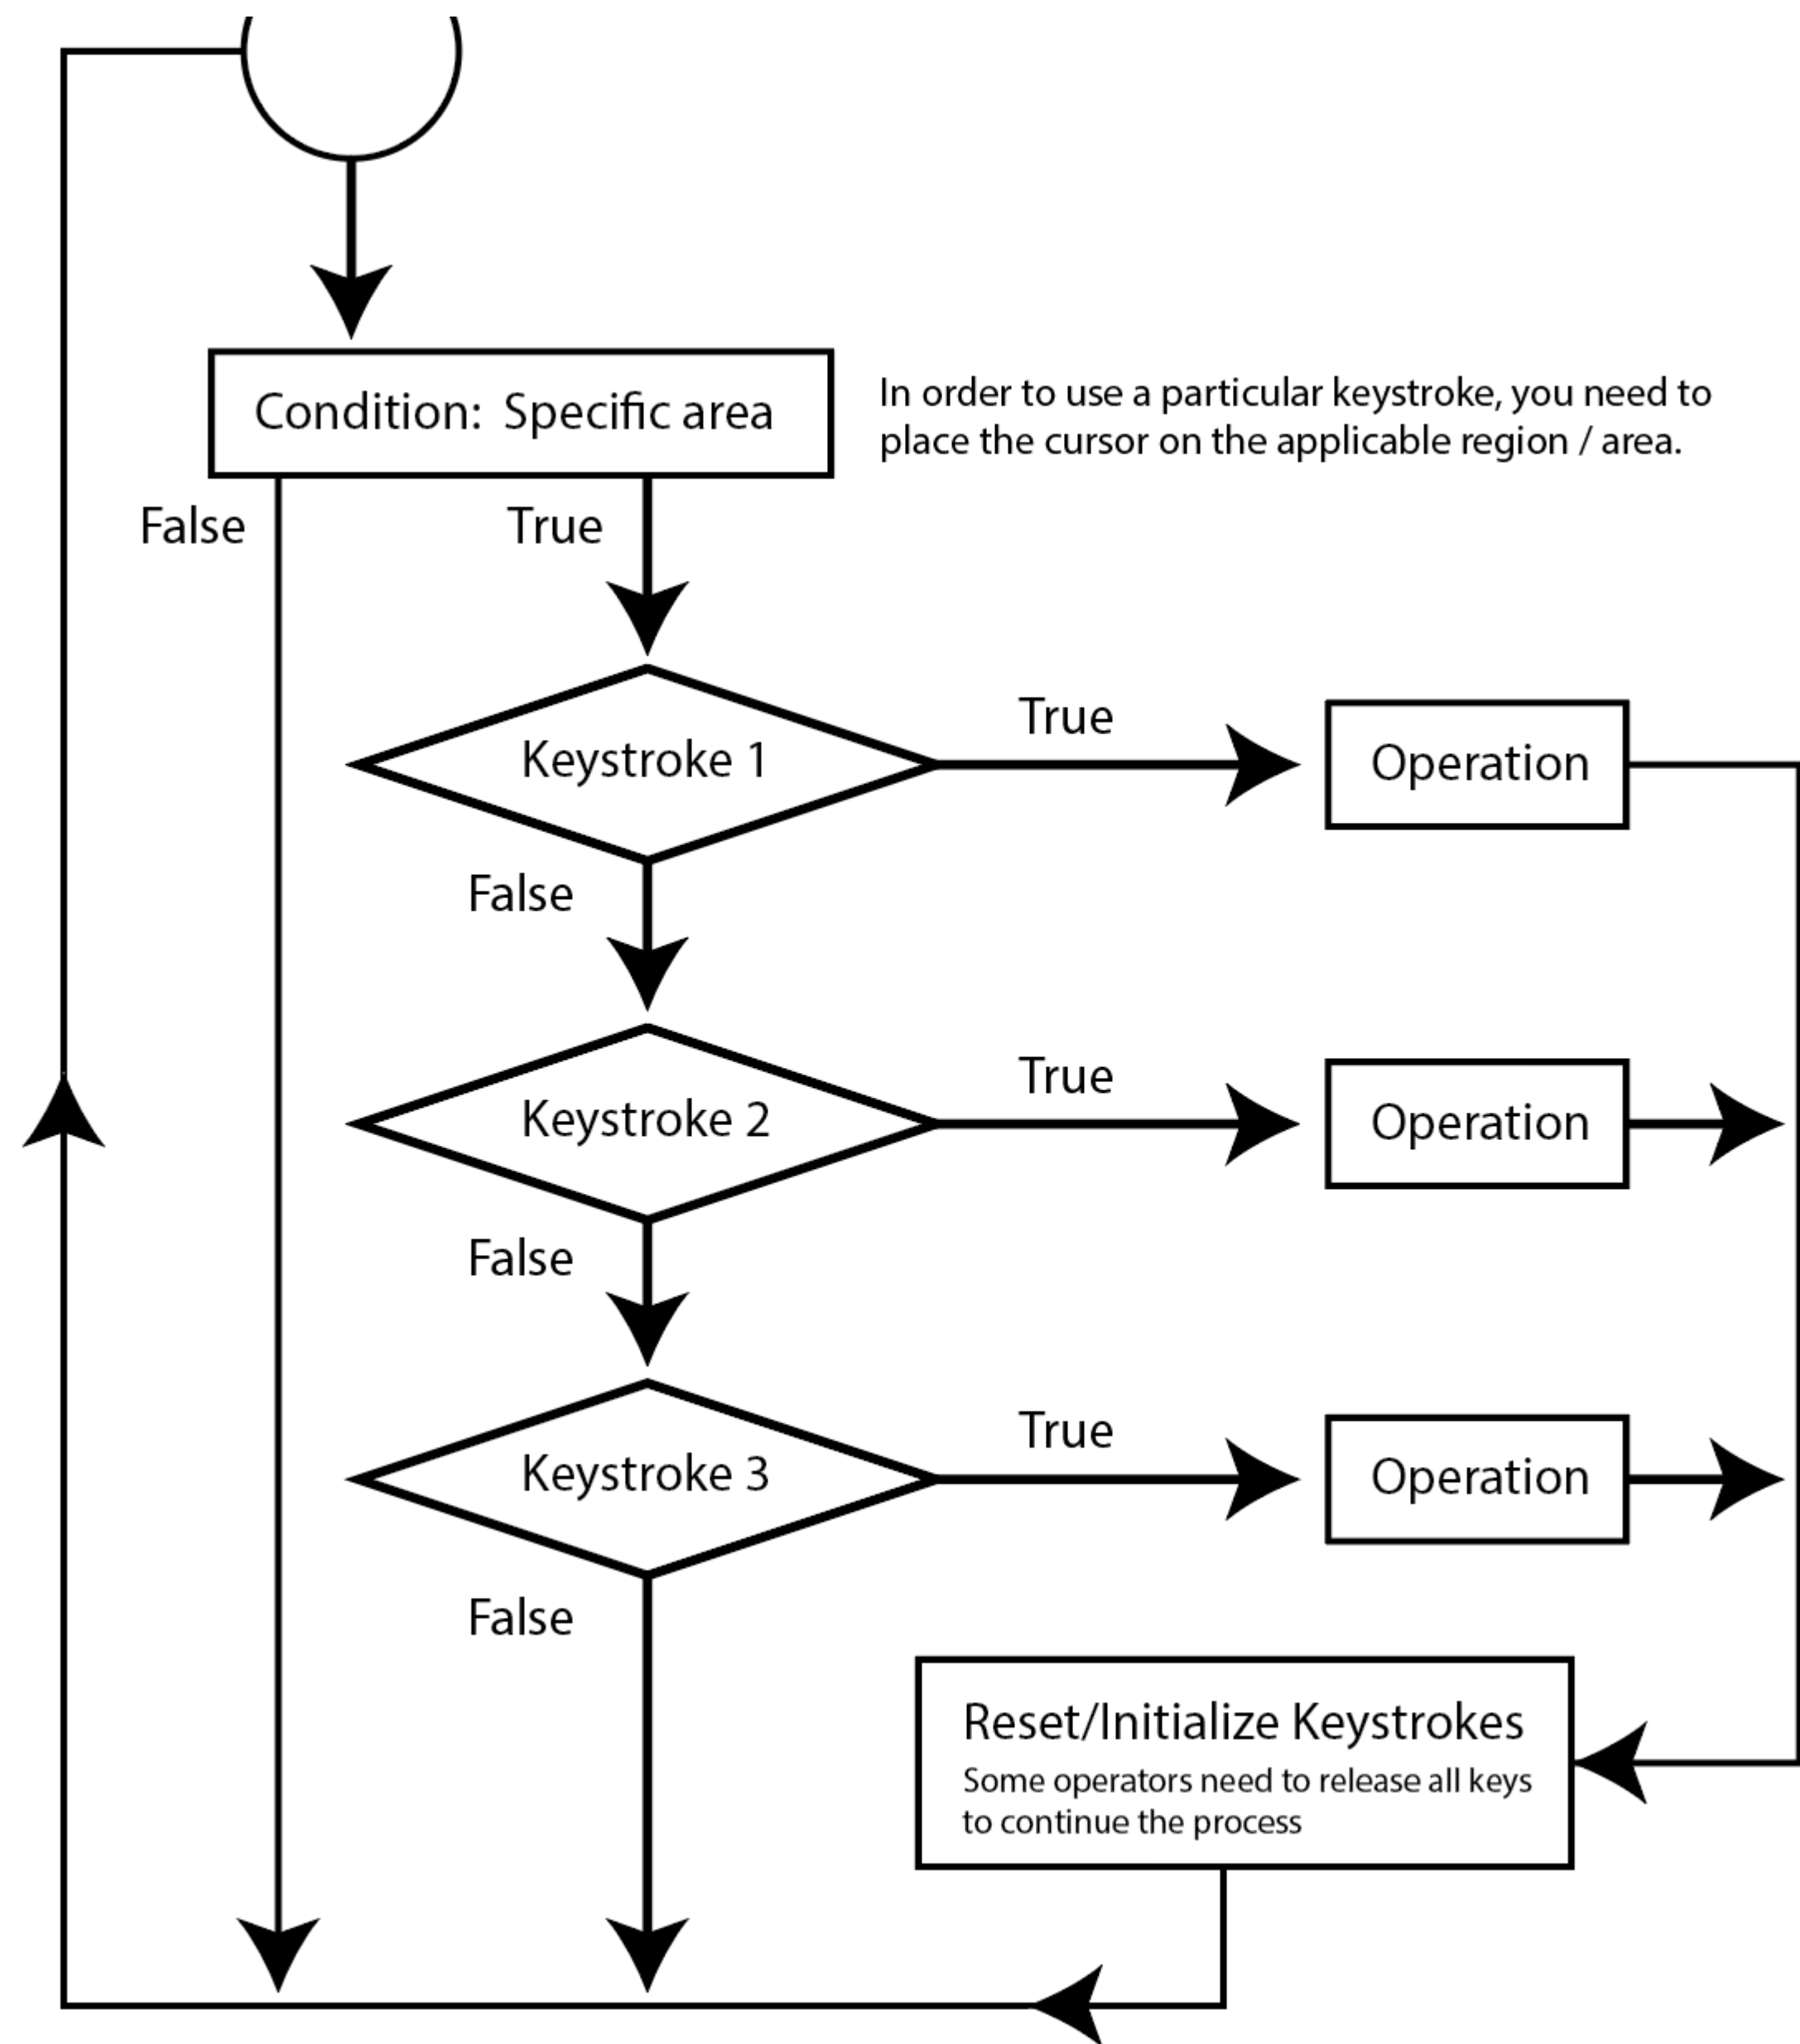 Condition:  Specific area
In order to use a particular keystroke, you need to
place the cursor on the applicable region / area.
False
True
Keystroke 1
True
Operation
False
Keystroke 2
True
Operation
False
Keystroke 3
True
Operation
False
Reset/Initialize Keystrokes
Some operators need to release all keys
to continue the process